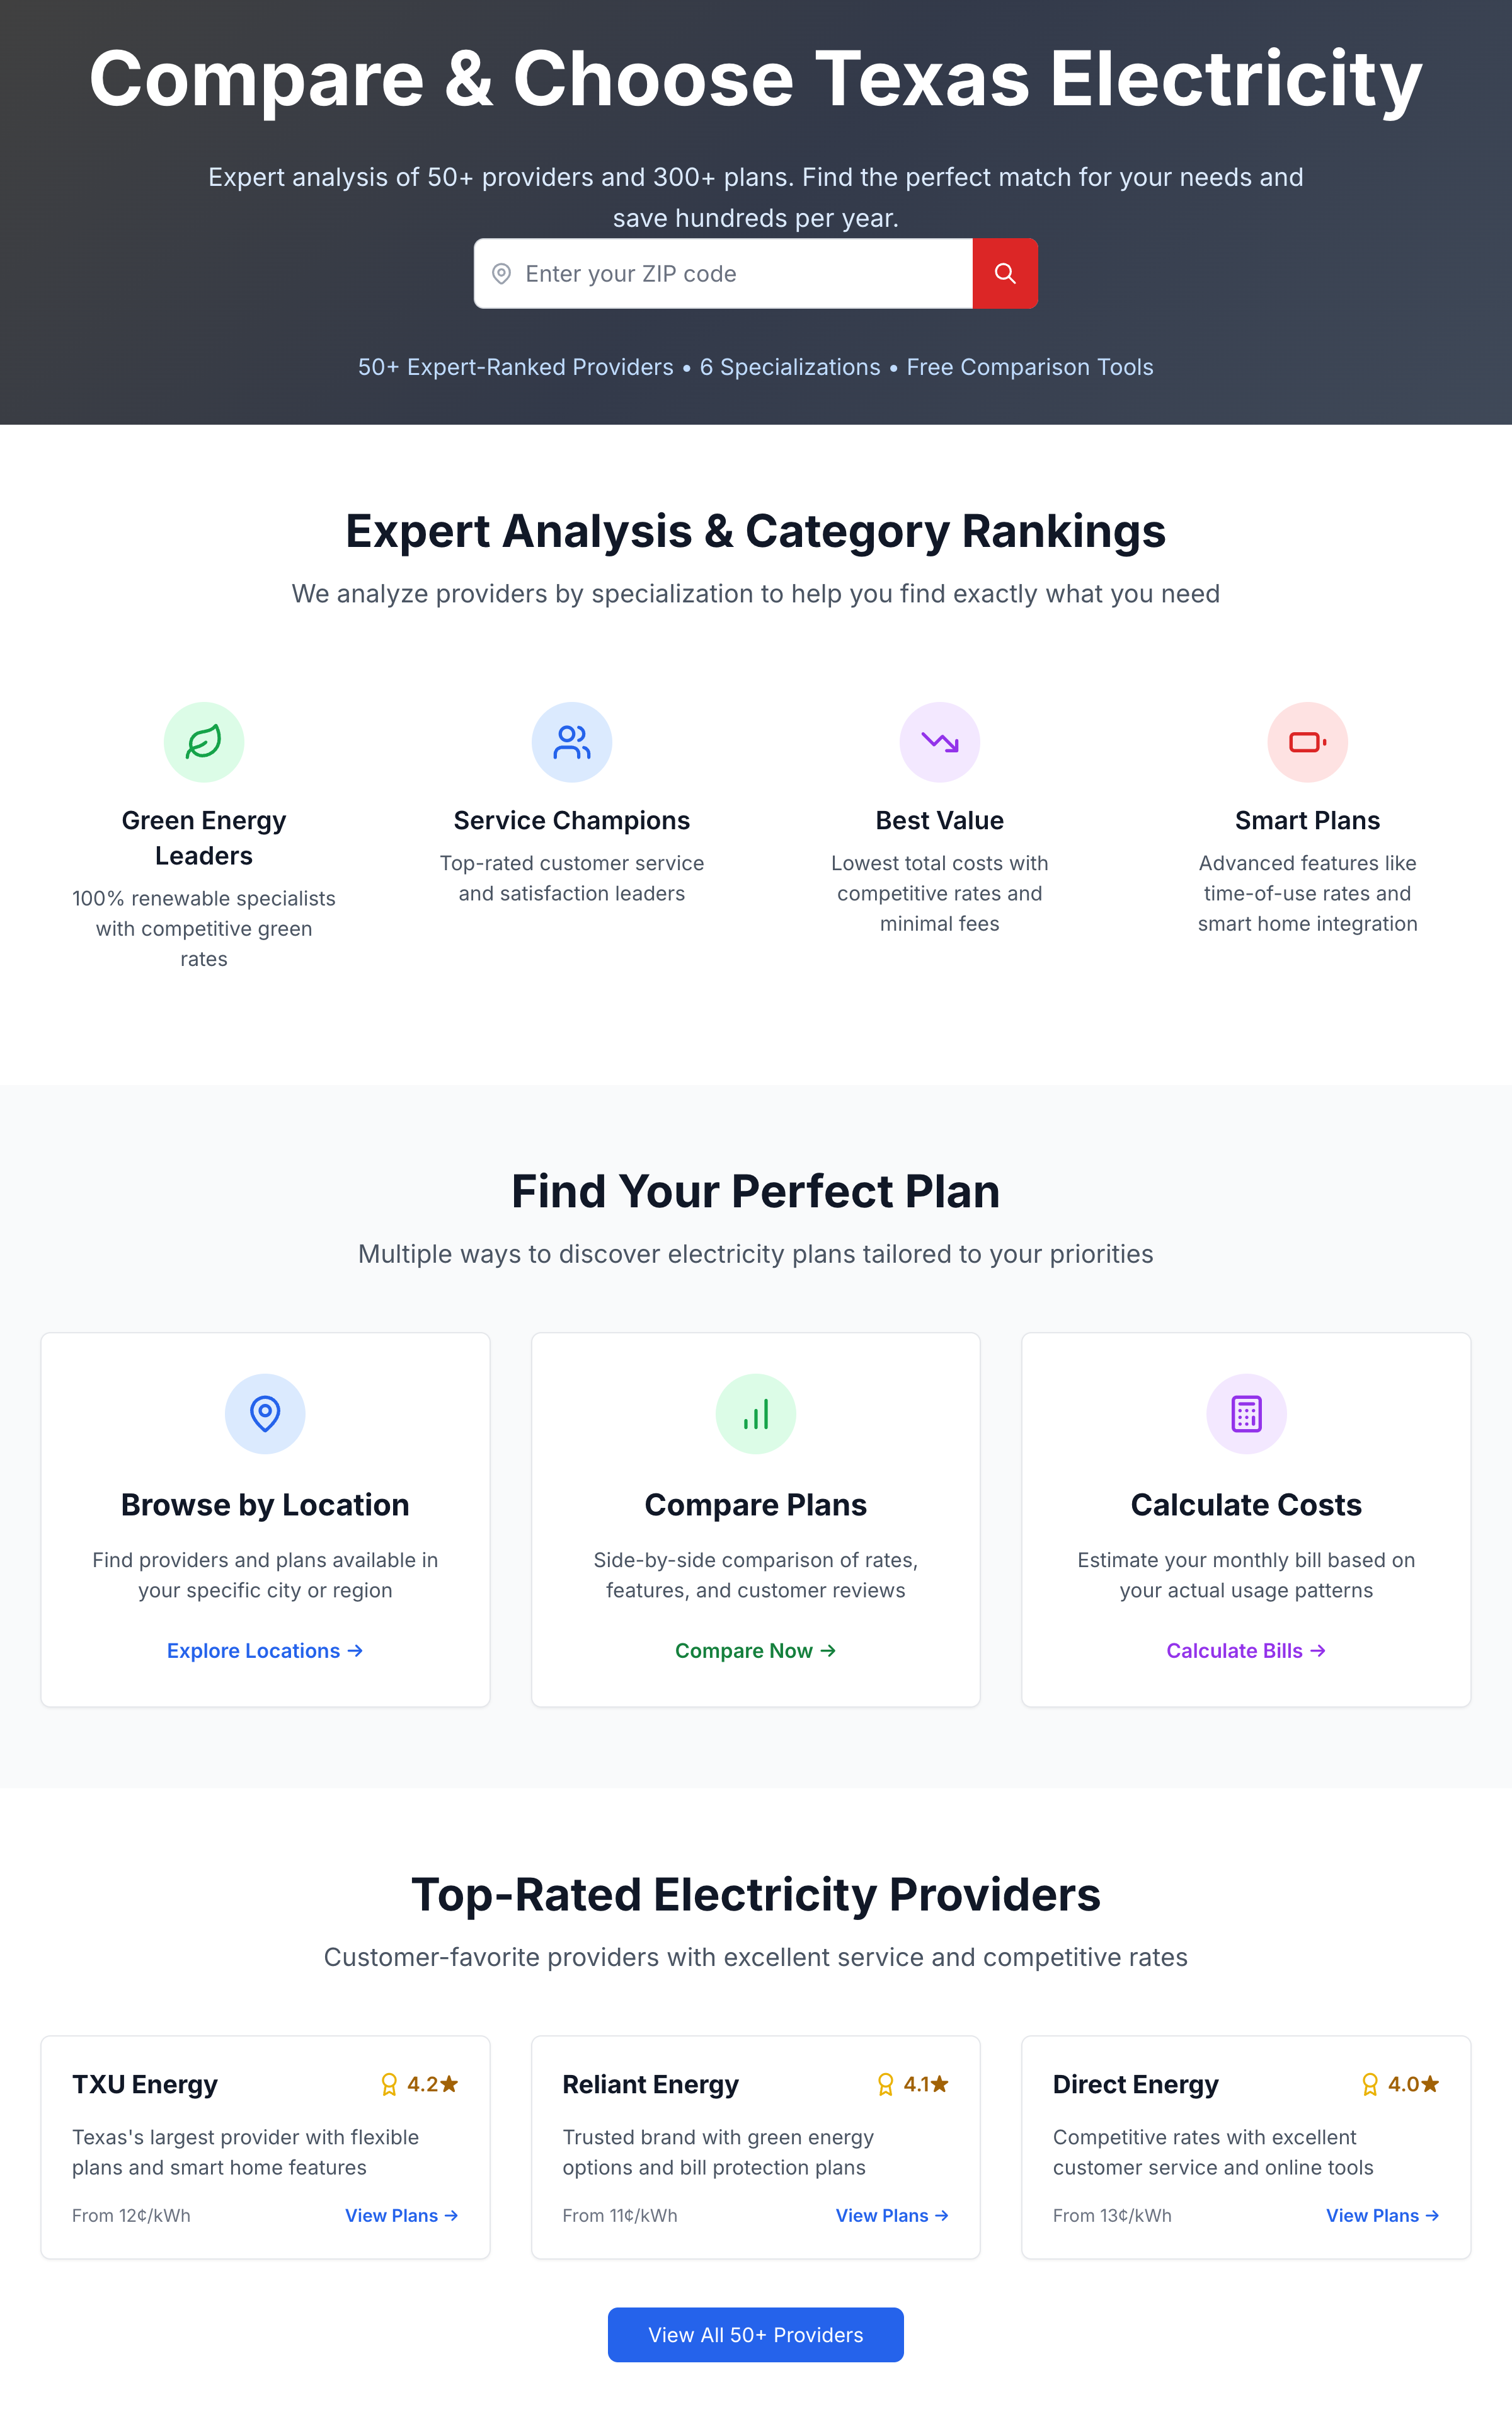 Compare & Choose Texas Electricity
Expert analysis of 50+ providers and 300+ plans. Find the perfect match for your needs and
save hundreds per year.
Enter your ZIP code
50+ Expert-Ranked Providers • 6 Specializations • Free Comparison Tools
Expert Analysis & Category Rankings
We analyze providers by specialization to help you find exactly what you need
Green Energy
Leaders
100% renewable specialists
with competitive green
rates
Service Champions
Top-rated customer service
and satisfaction leaders
Best Value
Lowest total costs with
competitive rates and
minimal fees
Smart Plans
Advanced features like
time-of-use rates and
smart home integration
Find Your Perfect Plan
Multiple ways to discover electricity plans tailored to your priorities
Browse by Location
Find providers and plans available in
your specific city or region
Explore Locations →
Compare Plans
Side-by-side comparison of rates,
features, and customer reviews
Compare Now →
Calculate Costs
Estimate your monthly bill based on
your actual usage patterns
Calculate Bills →
Top-Rated Electricity Providers
Customer-favorite providers with excellent service and competitive rates
TXU Energy 4.2★
Texas's largest provider with flexible
plans and smart home features
From 12¢/kWh View Plans →
Reliant Energy 4.1★
Trusted brand with green energy
options and bill protection plans
From 11¢/kWh View Plans →
Direct Energy 4.0★
Competitive rates with excellent
customer service and online tools
From 13¢/kWh View Plans →
View All 50+ Providers